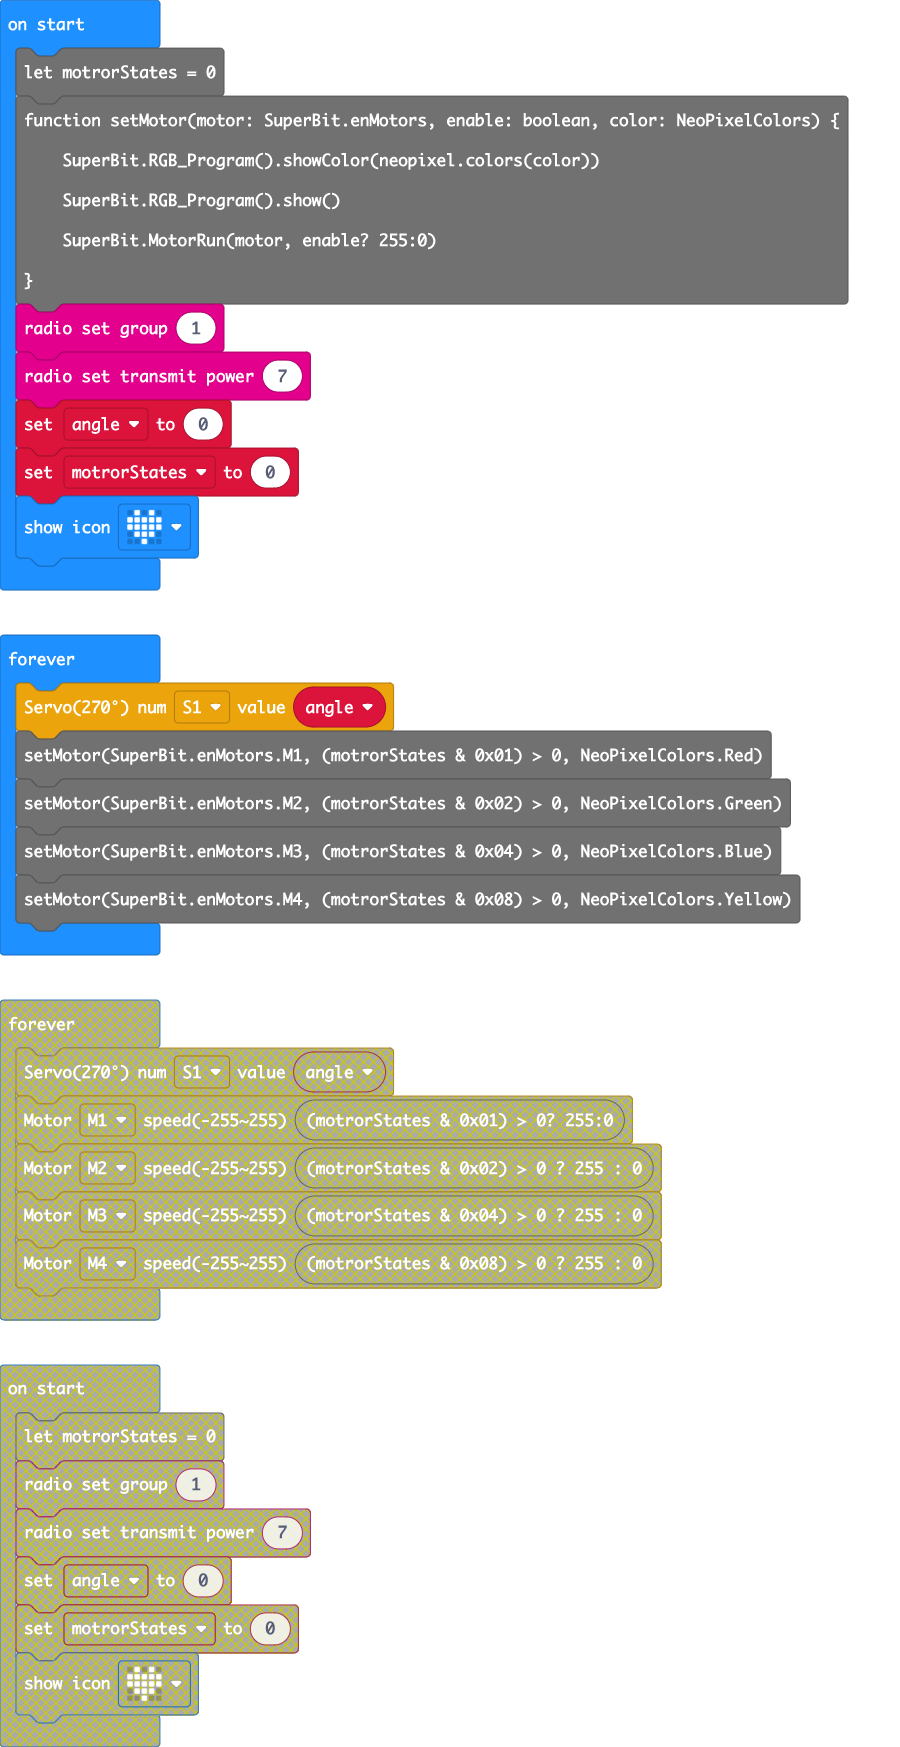 on start
let motrorStates = 0
function setMotor(motor: SuperBit.enMotors, enable: boolean, color: NeoPixelColors) {
SuperBit.RGB_Program().showColor(neopixel.colors(color))
SuperBit.RGB_Program().show()
SuperBit.MotorRun(motor, enable? 255:0)
}
radio set group 1
radio set transmit power 7
set angle to 0
set motrorStates to 0
show icon
forever
Servo(270°) num S1 value angle
setMotor(SuperBit.enMotors.M1, (motrorStates & 0x01) > 0, NeoPixelColors.Red)
setMotor(SuperBit.enMotors.M2, (motrorStates & 0x02) > 0, NeoPixelColors.Green)
setMotor(SuperBit.enMotors.M3, (motrorStates & 0x04) > 0, NeoPixelColors.Blue)
setMotor(SuperBit.enMotors.M4, (motrorStates & 0x08) > 0, NeoPixelColors.Yellow)
forever
Servo(270°) num S1 value angle
Motor M1 speed(-255~255) (motrorStates & 0x01) > 0? 255:0
Motor M2 speed(-255~255) (motrorStates & 0x02) > 0 ? 255 : 0
Motor M3 speed(-255~255) (motrorStates & 0x04) > 0 ? 255 : 0
Motor M4 speed(-255~255) (motrorStates & 0x08) > 0 ? 255 : 0
on start
let motrorStates = 0
radio set group 1
radio set transmit power 7
set angle to 0
set motrorStates to 0
show icon